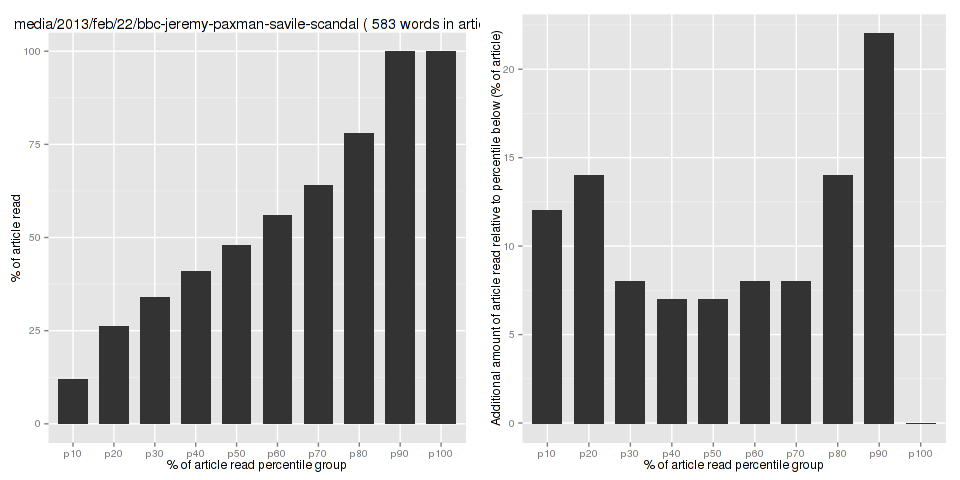 media/2013/feb/22/bbc-jeremy-paxman-savile-scandal ( 583 words in arti
% of article read
100
75
50
25
0
p10 p20 p30 p40 p50 p60 p70 p80 p90 p100
% of article read percentile group
Additional amount of article read relative to percentile below (% of article)
20
15
10
5
0
p10 p20 p30 p40 p50 p60 p70 p80 p90 p100
% of article read percentile group